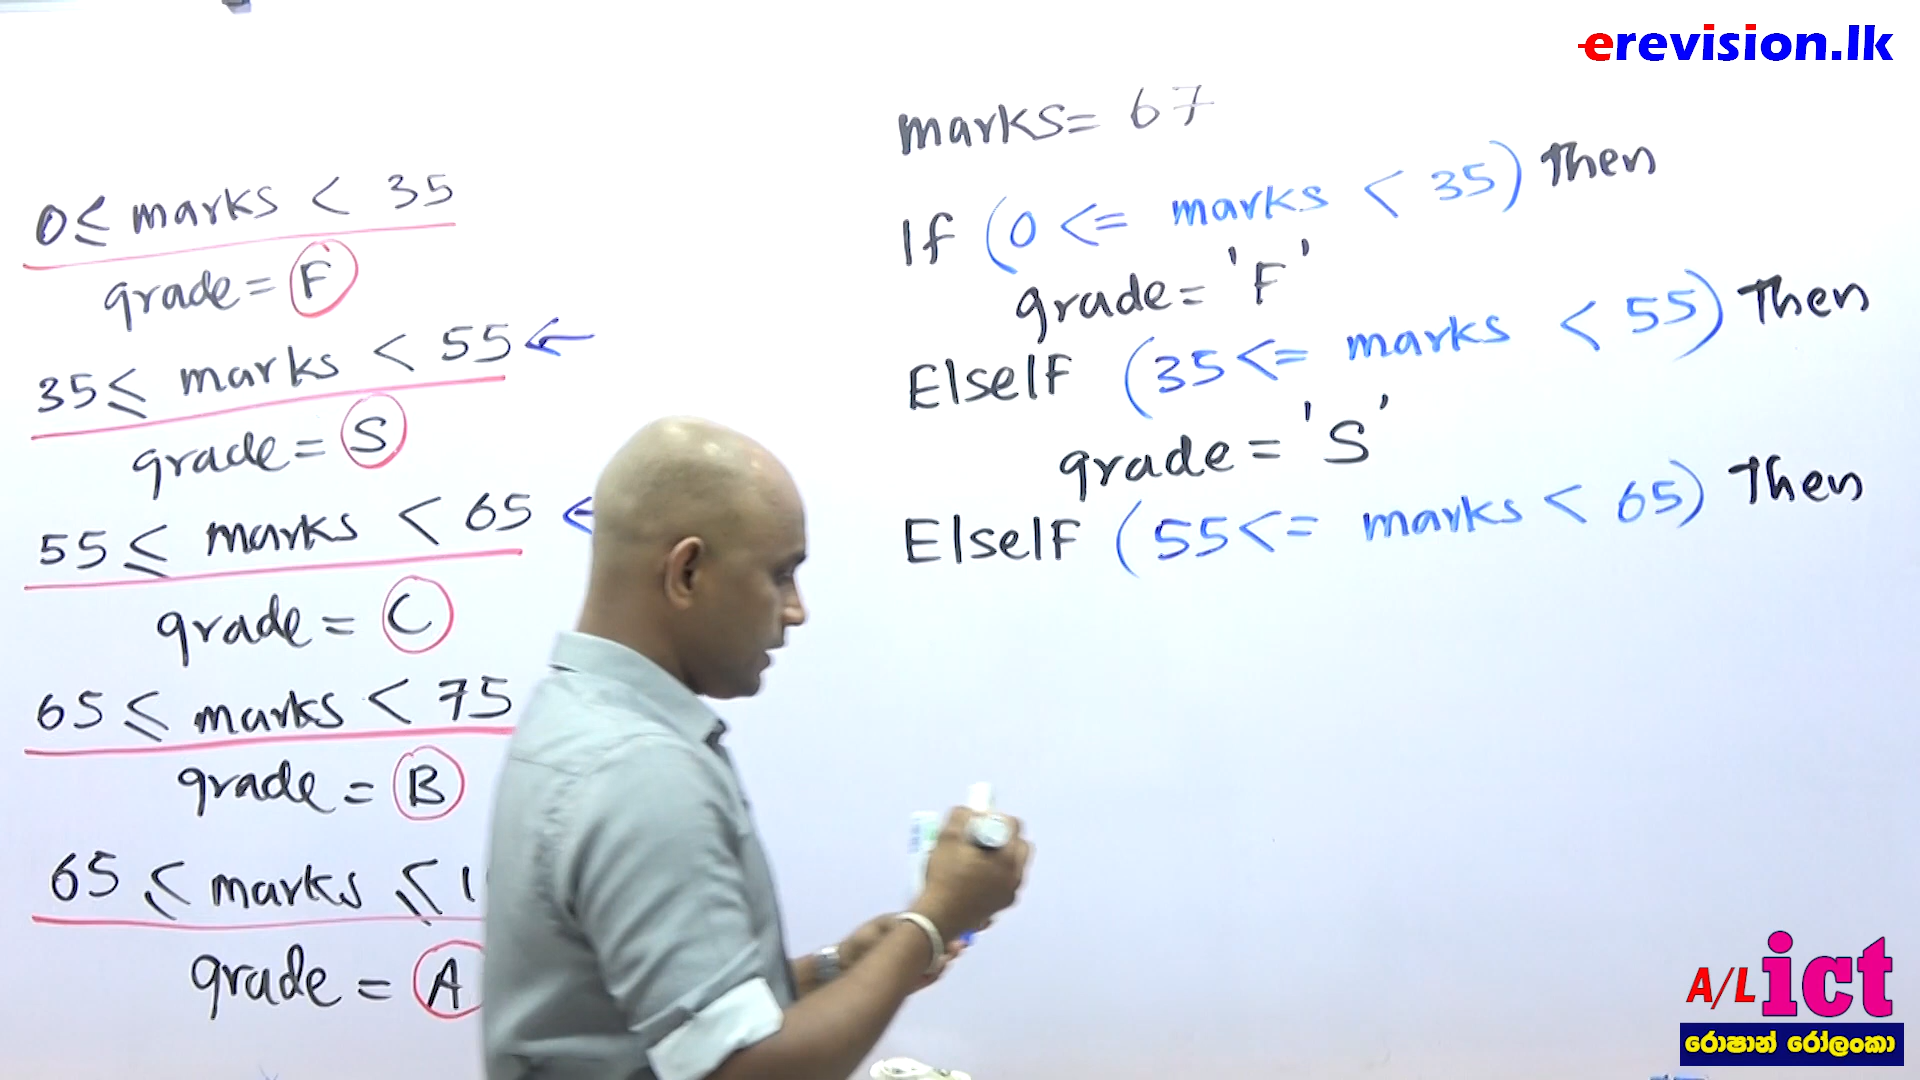 erevision.lk
0≤ marks < 35
grade = F
35≤ marks < 55 ←
grade = S
55≤ marks < 65 ←
grade = C
65≤ marks < 75
grade = B
65≤ marks ≤ 1
grade = A
marks= 67
If (0 <= marks < 35) Then
grade= 'F'
ElseIF (35<= marks < 55) Then
grade = 'S'
ElseIF (55<= marks < 65) Then
A/L ict
රොෂාන් රෝලංකා